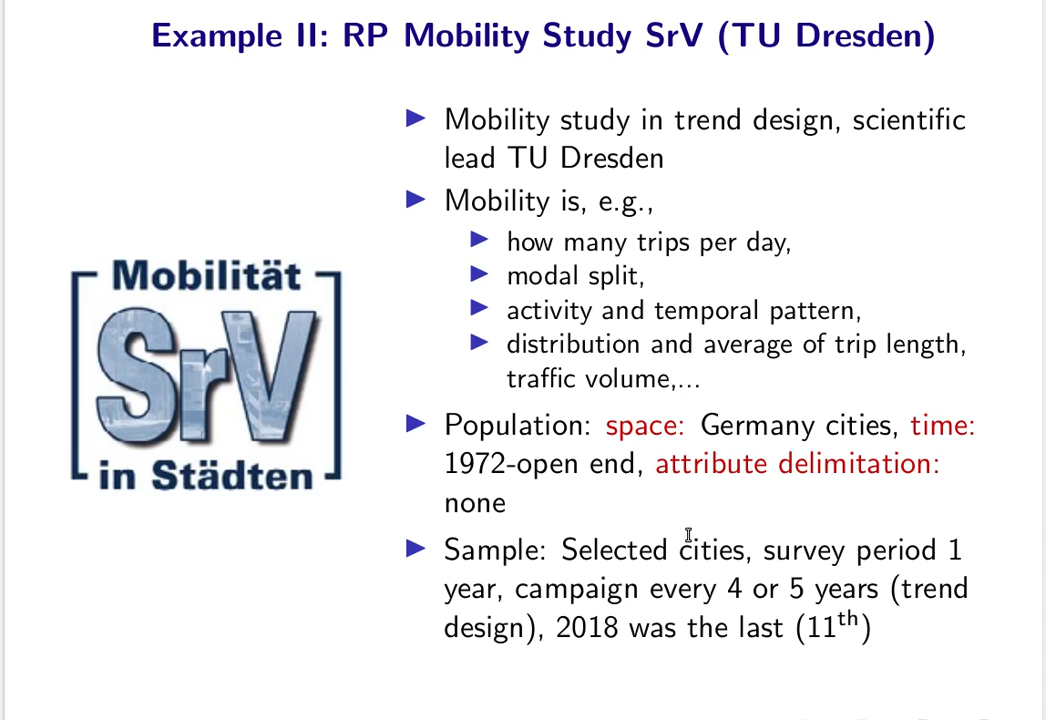 Example II: RP Mobility Study SrV (TU Dresden)
Mobilität
SrV
in Städten
▶ Mobility study in trend design, scientific
lead TU Dresden
▶ Mobility is, e.g.,
▶ how many trips per day,
▶ modal split,
▶ activity and temporal pattern,
▶ distribution and average of trip length,
traffic volume,...
▶ Population: space: Germany cities, time:
1972-open end, attribute delimitation:
none
▶ Sample: Selected cities, survey period 1
year, campaign every 4 or 5 years (trend
design), 2018 was the last (11th)